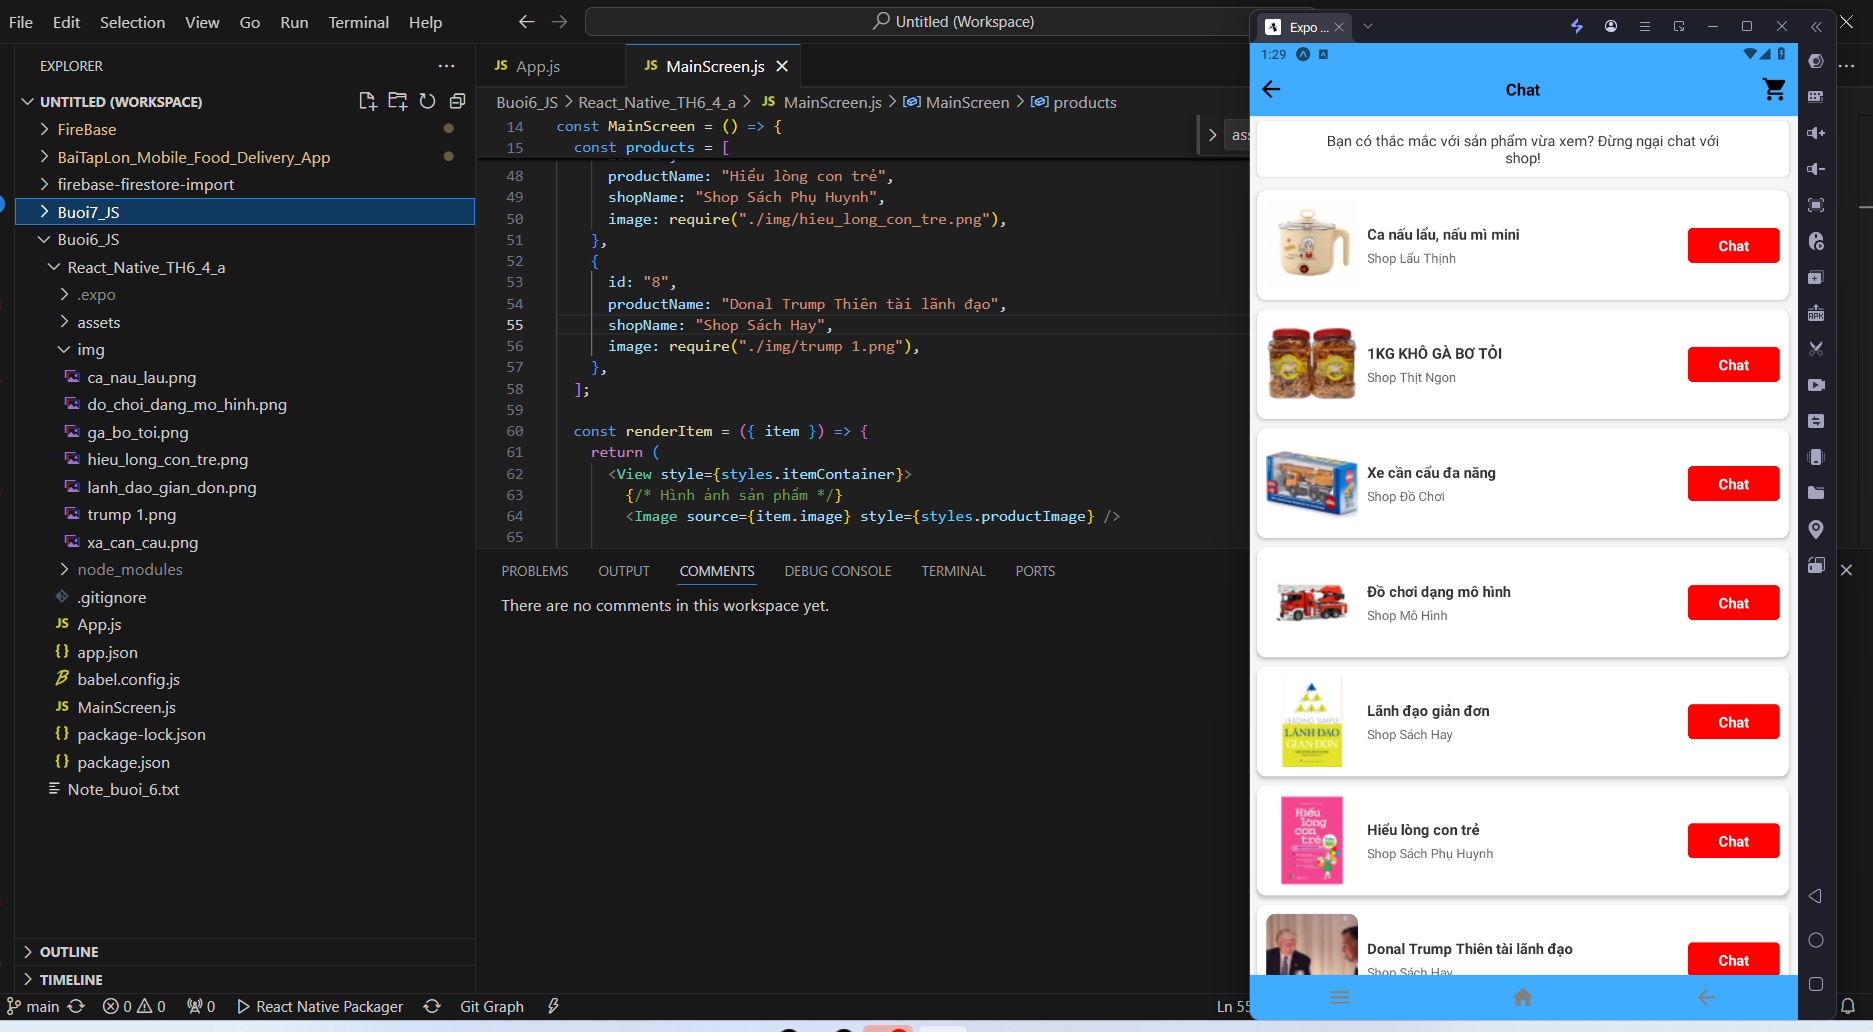 File Edit Selection View Go Run Terminal Help
Untitled (Workspace)
EXPLORER
UNTITLED (WORKSPACE)
FireBase
BaiTapLon_Mobile_Food_Delivery_App
firebase-firestore-import
Buoi7_JS
Buoi6_JS
React_Native_TH6_4_a
.expo
assets
img
ca_nau_lau.png
do_choi_dang_mo_hinh.png
ga_bo_toi.png
hieu_long_con_tre.png
lanh_dao_gian_don.png
trump 1.png
xa_can_cau.png
node_modules
.gitignore
App.js
app.json
babel.config.js
MainScreen.js
package-lock.json
package.json
Note_buoi_6.txt
OUTLINE
TIMELINE
JS App.js JS MainScreen.js
Buoi6_JS > React_Native_TH6_4_a > JS MainScreen.js > MainScreen > products
14 const MainScreen = () => {
15 const products = [
48 productName: "Hiểu lòng con trẻ",
49 shopName: "Shop Sách Phụ Huynh",
50 image: require("./img/hieu_long_con_tre.png"),
51 },
52 {
53 id: "8",
54 productName: "Donal Trump Thiên tài lãnh đạo",
55 shopName: "Shop Sách Hay",
56 image: require("./img/trump 1.png"),
57 },
58 ];
59
60 const renderItem = ({ item }) => {
61 return (
62 <View style={styles.itemContainer}>
63 {/* Hình ảnh sản phẩm */}
64 <Image source={item.image} style={styles.productImage} />
65
PROBLEMS OUTPUT COMMENTS DEBUG CONSOLE TERMINAL PORTS
There are no comments in this workspace yet.
main 0 0 0 React Native Packager Git Graph Ln 55
Expo ...
1:29
Chat
Bạn có thắc mắc với sản phẩm vừa xem? Đừng ngại chat với
shop!
Ca nấu lẩu, nấu mì mini
Shop Lẩu Thịnh
Chat
1KG KHÔ GÀ BƠ TỎI
Shop Thịt Ngon
Chat
Xe cần cẩu đa năng
Shop Đồ Chơi
Chat
Đồ chơi dạng mô hình
Shop Mô Hình
Chat
LEADING SIMPLE
LÃNH ĐẠO
GIẢN ĐƠN
Lãnh đạo giản đơn
Shop Sách Hay
Chat
Hiểu
lòng
con
trẻ
Hiểu lòng con trẻ
Shop Sách Phụ Huynh
Chat
Donal Trump Thiên tài lãnh đạo
Shop Sách Hay
Chat